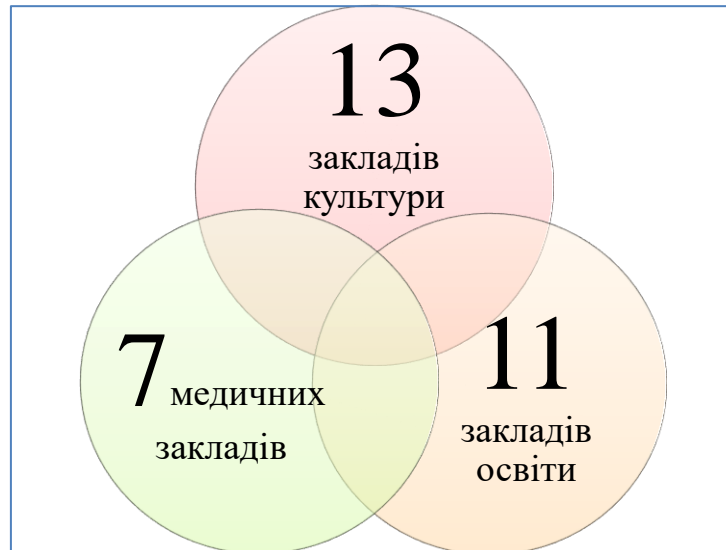 13
закладів
культури
7 медичних
закладів
11
закладів
освіти